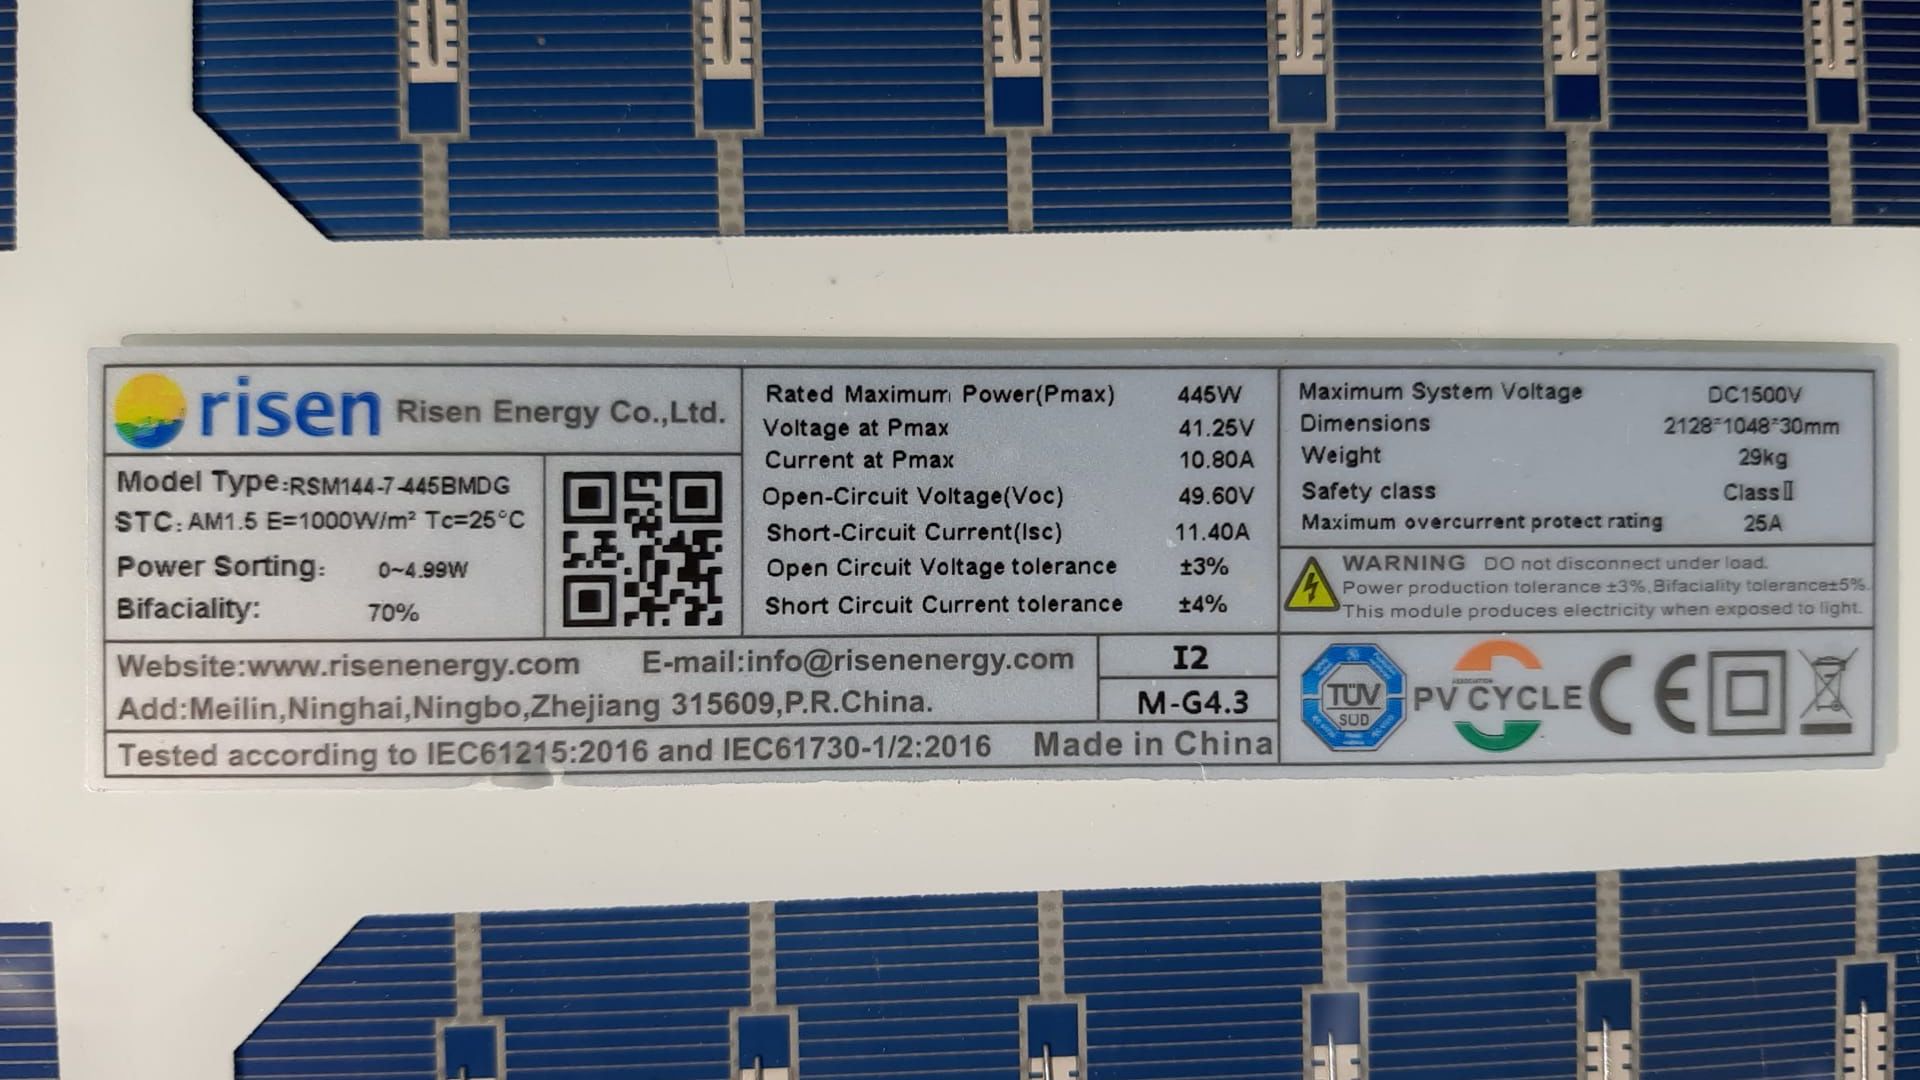 risen Risen Energy Co.,Ltd.
Model Type:RSM144-7-445BMDG
STC: AM1.5 E=1000W/m² Tc=25°C
Power Sorting: 0~4.99W
Bifaciality: 70%
Rated Maximum Power(Pmax) 445W
Voltage at Pmax 41.25V
Current at Pmax 10.80A
Open-Circuit Voltage(Voc) 49.60V
Short-Circuit Current(Isc) 11.40A
Open Circuit Voltage tolerance ±3%
Short Circuit Current tolerance ±4%
Maximum System Voltage DC1500V
Dimensions 2128*1048*30mm
Weight 29kg
Safety class ClassⅡ
Maximum overcurrent protect rating 25A
WARNING DO not disconnect under load.
Power production tolerance ±3%,Bifaciality tolerance±5%.
This module produces electricity when exposed to light.
Website:www.risenenergy.com E-mail:info@risenenergy.com
Add:Meilin,Ninghai,Ningbo,Zhejiang 315609,P.R.China.
I2
M-G4.3
Tested according to IEC61215:2016 and IEC61730-1/2:2016 Made in China
TÜV
SÜD
ASSOCIATION
PV CYCLE
CE